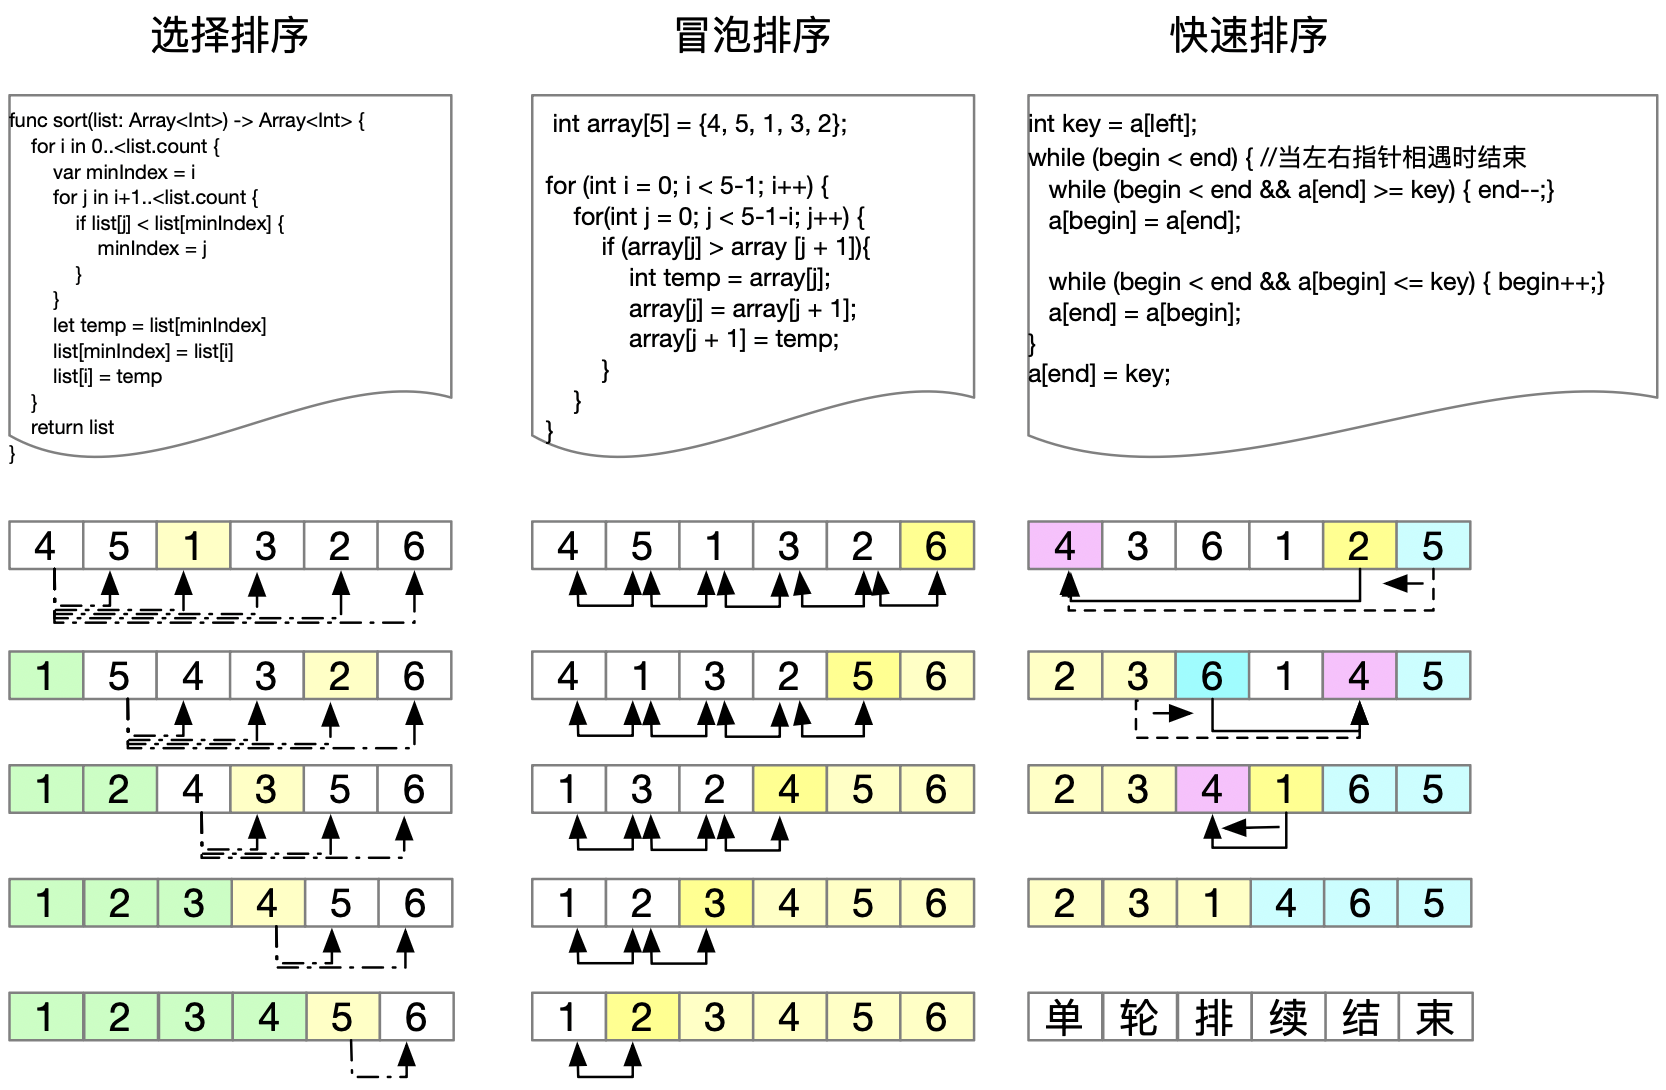 选择排序
func sort(list: Array<Int>) -> Array<Int> {
for i in 0..<list.count {
var minIndex = i
for j in i+1..<list.count {
if list[j] < list[minIndex] {
minIndex = j
}
}
let temp = list[minIndex]
list[minIndex] = list[i]
list[i] = temp
}
return list
}
4 5 1 3 2 6
1 5 4 3 2 6
1 2 4 3 5 6
1 2 3 4 5 6
1 2 3 4 5 6
冒泡排序
int array[5] = {4, 5, 1, 3, 2};
for (int i = 0; i < 5-1; i++) {
for(int j = 0; j < 5-1-i; j++) {
if (array[j] > array [j + 1]){
int temp = array[j];
array[j] = array[j + 1];
array[j + 1] = temp;
}
}
}
4 5 1 3 2 6
4 1 3 2 5 6
1 3 2 4 5 6
1 2 3 4 5 6
1 2 3 4 5 6
快速排序
int key = a[left];
while (begin < end) { //当左右指针相遇时结束
while (begin < end && a[end] >= key) { end--;}
a[begin] = a[end];
while (begin < end && a[begin] <= key) { begin++;}
a[end] = a[begin];
}
a[end] = key;
4 3 6 1 2 5
2 3 6 1 4 5
2 3 4 1 6 5
2 3 1 4 6 5
单 轮 排 续 结 束